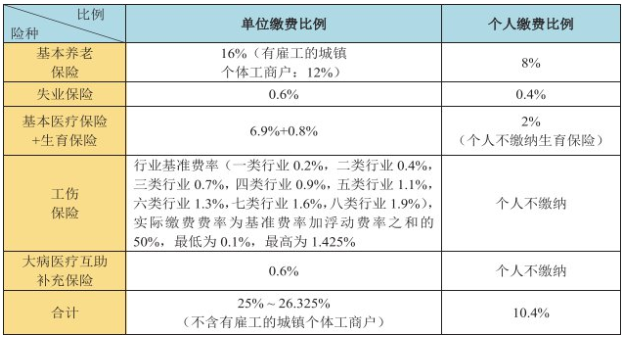 比例
险种
单位缴费比例
个人缴费比例
基本养老
保险
16%（有雇工的城镇
个体工商户：12%）
8%
失业保险
0.6%
0.4%
基本医疗保险
+生育保险
6.9%+0.8%
2%
（个人不缴纳生育保险）
工伤
保险
行业基准费率（一类行业 0.2%，二类行业 0.4%，
三类行业 0.7%，四类行业 0.9%，五类行业 1.1%，
六类行业 1.3%，七类行业 1.6%，八类行业 1.9%），
实际缴费费率为基准费率加浮动费率之和的
50%，最低为 0.1%，最高为 1.425%
个人不缴纳
大病医疗互助
补充保险
0.6%
个人不缴纳
合计
25% ~ 26.325%
（不含有雇工的城镇个体工商户）
10.4%